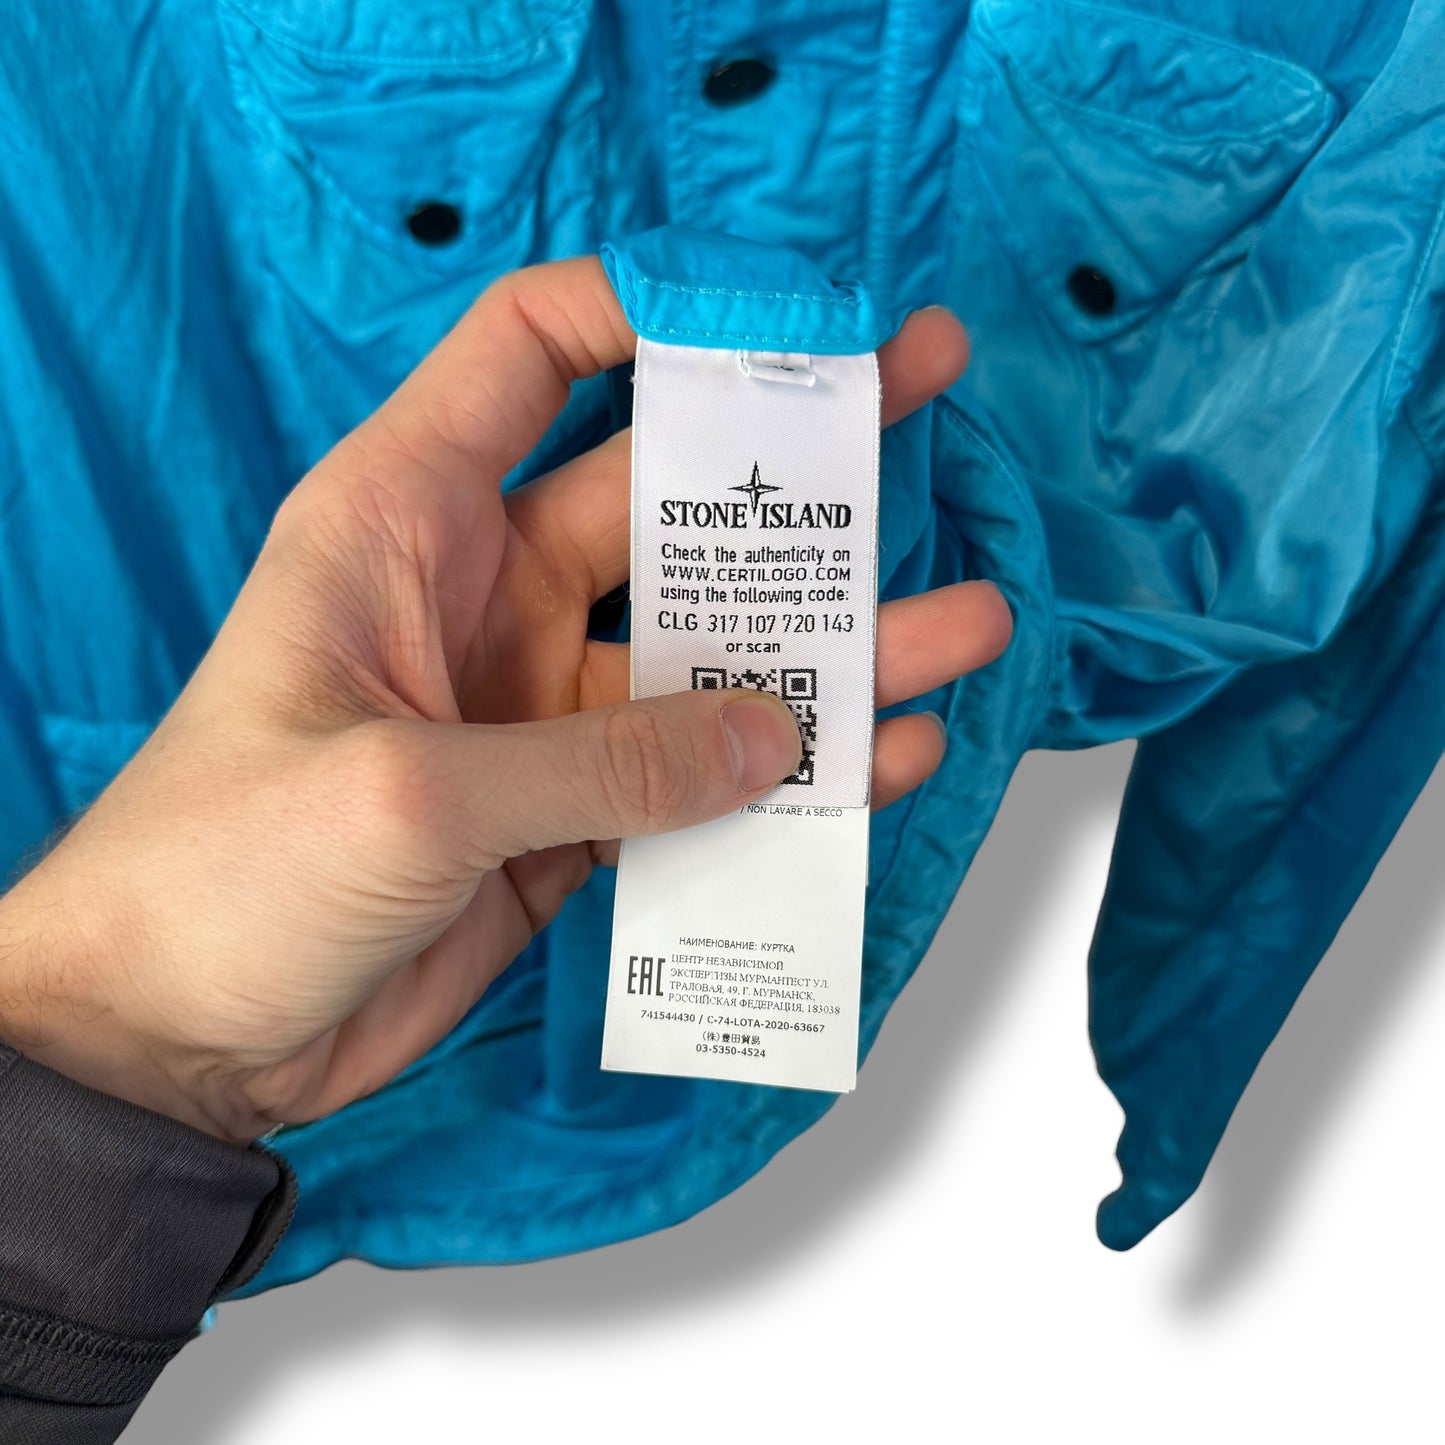 STONE ISLAND
Check the authenticity on
WWW.CERTILOGO.COM
using the following code:
CLG 317 107 720 143
or scan
/ NON LAVARE A SECCO
НАИМЕНОВАНИЕ: КУРТКА
EAC
ЦЕНТР НЕЗАВИСИМОЙ
ЭКСПЕРТИЗЫ МУРМАНТЕСТ УЛ.
ТРАЛОВАЯ, 49, Г. МУРМАНСК,
РОССИЙСКАЯ ФЕДЕРАЦИЯ, 183038
741544430 / C-74-LOTA-2020-63667
(株)豊田貿易
03-5350-4524